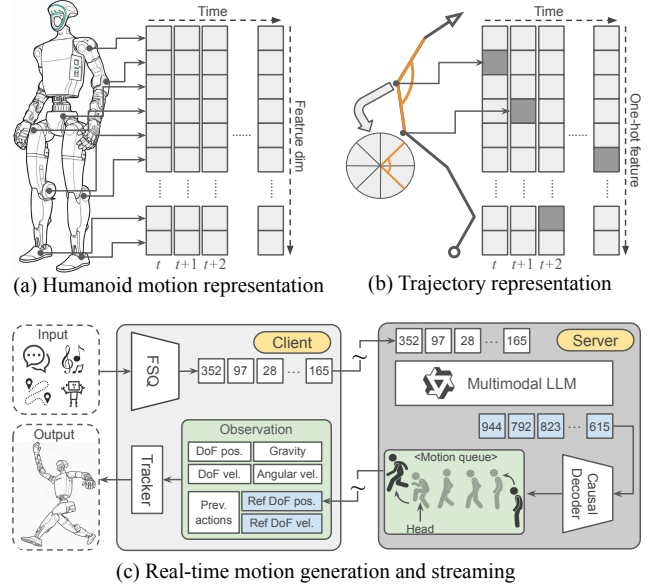 Time
Featrue dim
t t+1 t+2
(a) Humanoid motion representation
Time
One-hot feature
t t+1 t+2
(b) Trajectory representation
Input
Output
Client
FSQ
352 97 28 ... 165
Observation
DoF pos. Gravity
DoF vel. Angular vel.
Prev. actions
Ref DoF pos.
Ref DoF vel.
Tracker
352 97 28 ... 165
Server
Multimodal LLM
944 792 823 ... 615
<Motion queue>
Head
Causal
Decoder
(c) Real-time motion generation and streaming